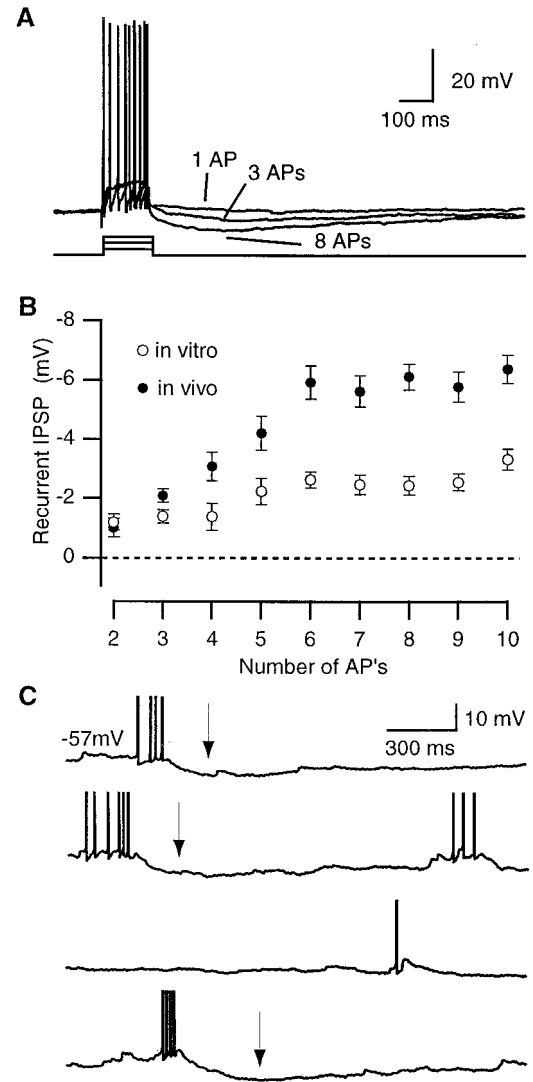 A
20 mV
100 ms
1 AP
3 APs
8 APs
B
-8
-6
-4
-2
0
Recurrent IPSP (mV)
in vitro
in vivo
2 3 4 5 6 7 8 9 10
Number of AP's
C
-57mV
10 mV
300 ms